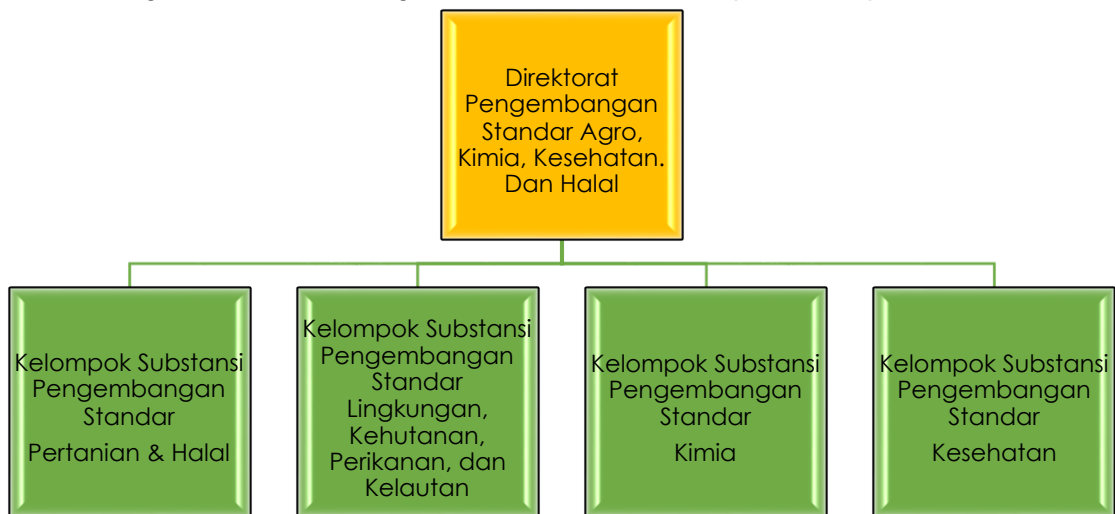 Direktorat
Pengembangan
Standar Agro,
Kimia, Kesehatan.
Dan Halal
Kelompok Substansi
Pengembangan
Standar
Pertanian & Halal
Kelompok Substansi
Pengembangan
Standar
Lingkungan,
Kehutanan,
Perikanan, dan
Kelautan
Kelompok Substansi
Pengembangan
Standar
Kimia
Kelompok Substansi
Pengembangan
Standar
Kesehatan